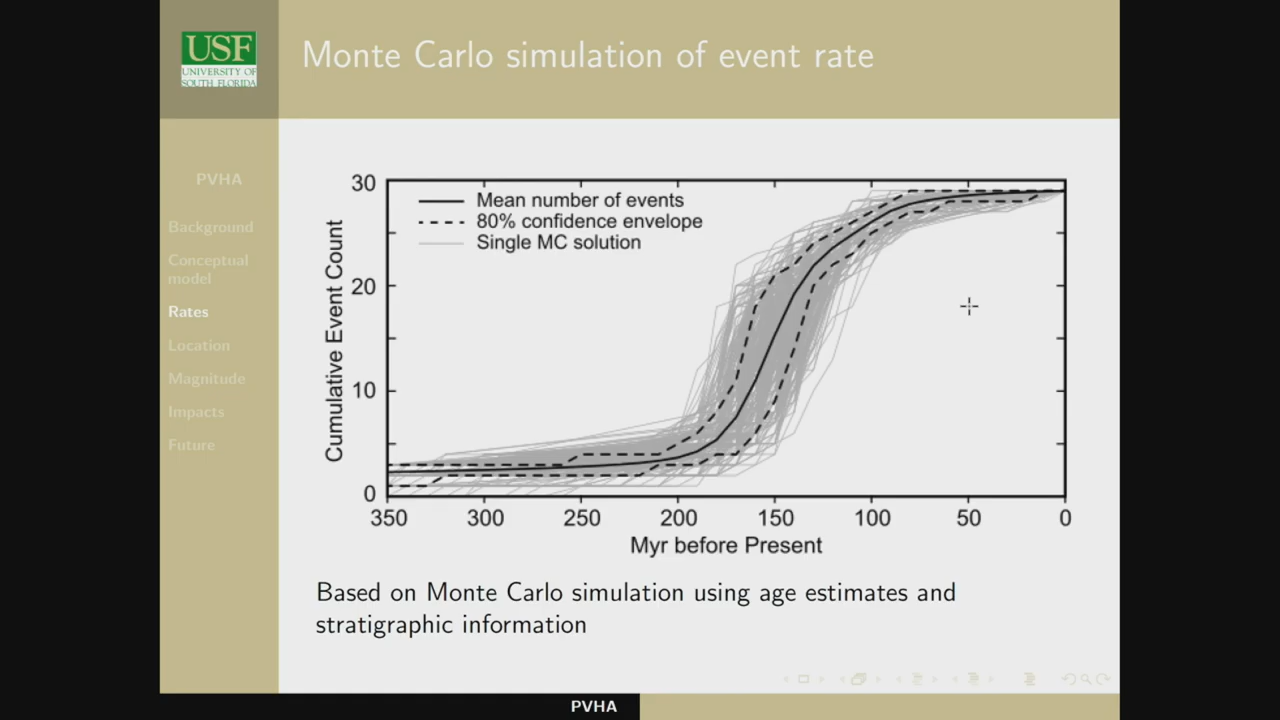 USF
UNIVERSITY OF
SOUTH FLORIDA
Monte Carlo simulation of event rate
PVHA
Background
Conceptual
model
Rates
Location
Magnitude
Impacts
Future
Mean number of events
80% confidence envelope
Single MC solution
Cumulative Event Count
30
20
10
0
350
300
250
200
150
100
50
0
Myr before Present
Based on Monte Carlo simulation using age estimates and
stratigraphic information
PVHA